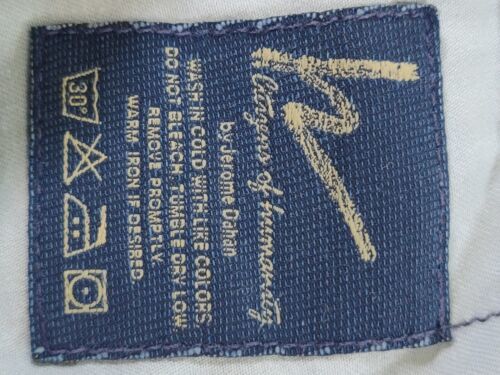 Citizens of humanity
by Jerome Dahan
WASH IN COLD WITH LIKE COLORS
DO NOT BLEACH. TUMBLE DRY LOW
REMOVE PROMPTLY.
WARM IRON IF DESIRED.
30